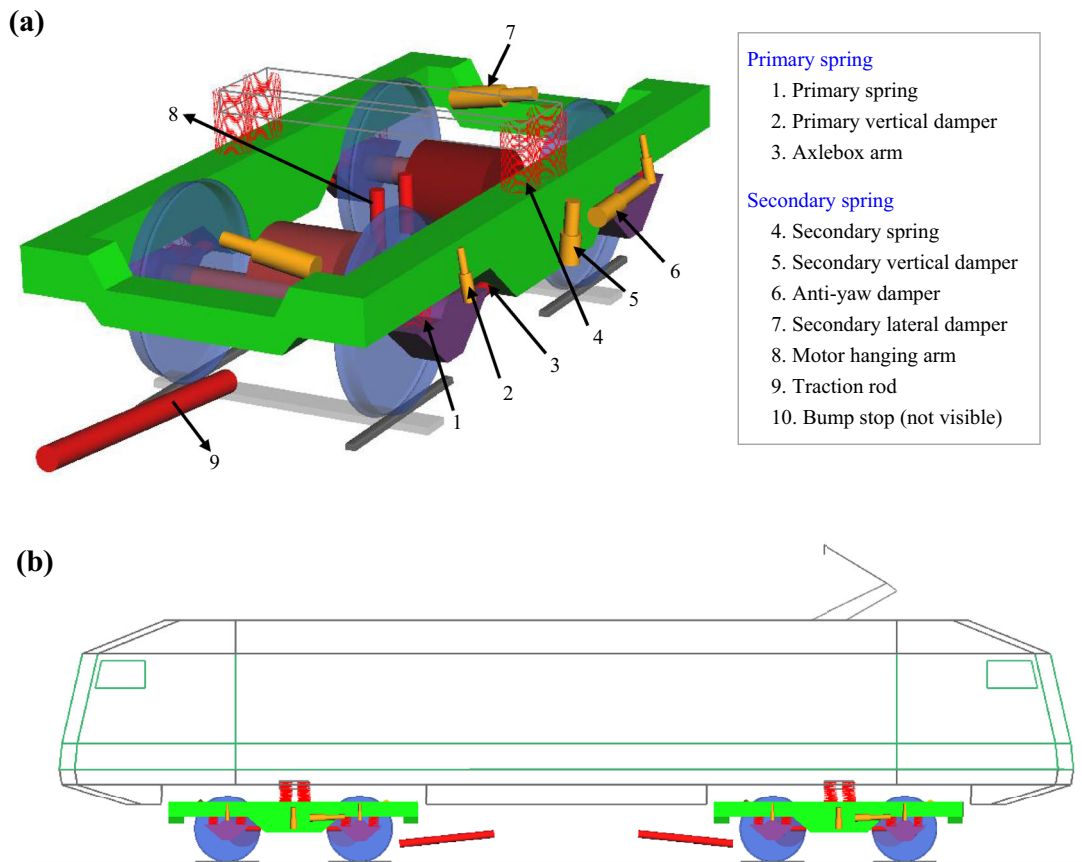 (a)
7
8
6
5
4
3
2
1
9
Primary spring
1. Primary spring
2. Primary vertical damper
3. Axlebox arm
Secondary spring
4. Secondary spring
5. Secondary vertical damper
6. Anti-yaw damper
7. Secondary lateral damper
8. Motor hanging arm
9. Traction rod
10. Bump stop (not visible)
(b)